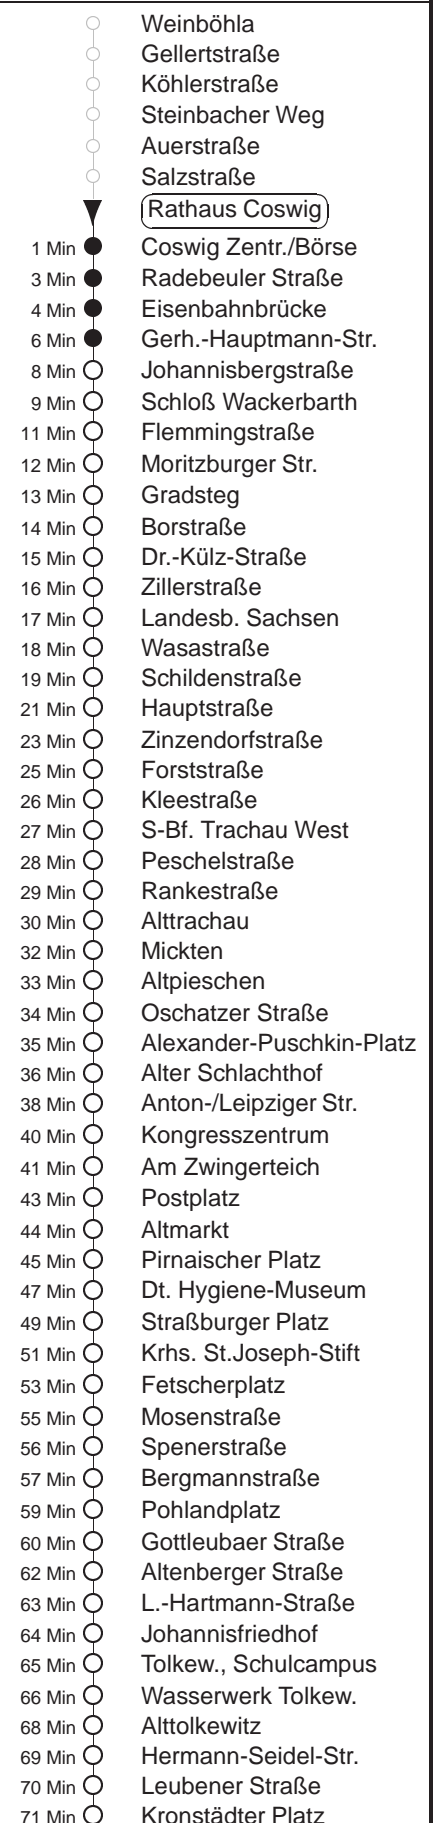 Weinböhla
Gellertstraße
Köhlerstraße
Steinbacher Weg
Auerstraße
Salzstraße
Rathaus Coswig
1 Min Coswig Zentr./Börse
3 Min Radebeuler Straße
4 Min Eisenbahnbrücke
6 Min Gerh.-Hauptmann-Str.
8 Min Johannisbergstraße
9 Min Schloß Wackerbarth
11 Min Flemmingstraße
12 Min Moritzburger Str.
13 Min Gradsteg
14 Min Borstraße
15 Min Dr.-Külz-Straße
16 Min Zillerstraße
17 Min Landesb. Sachsen
18 Min Wasastraße
19 Min Schildenstraße
21 Min Hauptstraße
23 Min Zinzendorfstraße
25 Min Forststraße
26 Min Kleestraße
27 Min S-Bf. Trachau West
28 Min Peschelstraße
29 Min Rankestraße
30 Min Alttrachau
32 Min Mickten
33 Min Altpieschen
34 Min Oschatzer Straße
35 Min Alexander-Puschkin-Platz
36 Min Alter Schlachthof
38 Min Anton-/Leipziger Str.
40 Min Kongresszentrum
41 Min Am Zwingerteich
43 Min Postplatz
44 Min Altmarkt
45 Min Pirnaischer Platz
47 Min Dt. Hygiene-Museum
49 Min Straßburger Platz
51 Min Krhs. St.Joseph-Stift
53 Min Fetscherplatz
55 Min Mosenstraße
56 Min Spenerstraße
57 Min Bergmannstraße
59 Min Pohlandplatz
60 Min Gottleubaer Straße
62 Min Altenberger Straße
63 Min L.-Hartmann-Straße
64 Min Johannisfriedhof
65 Min Tolkew., Schulcampus
66 Min Wasserwerk Tolkew.
68 Min Alttolkewitz
69 Min Hermann-Seidel-Str.
70 Min Leubener Straße
71 Min Kronstädter Platz